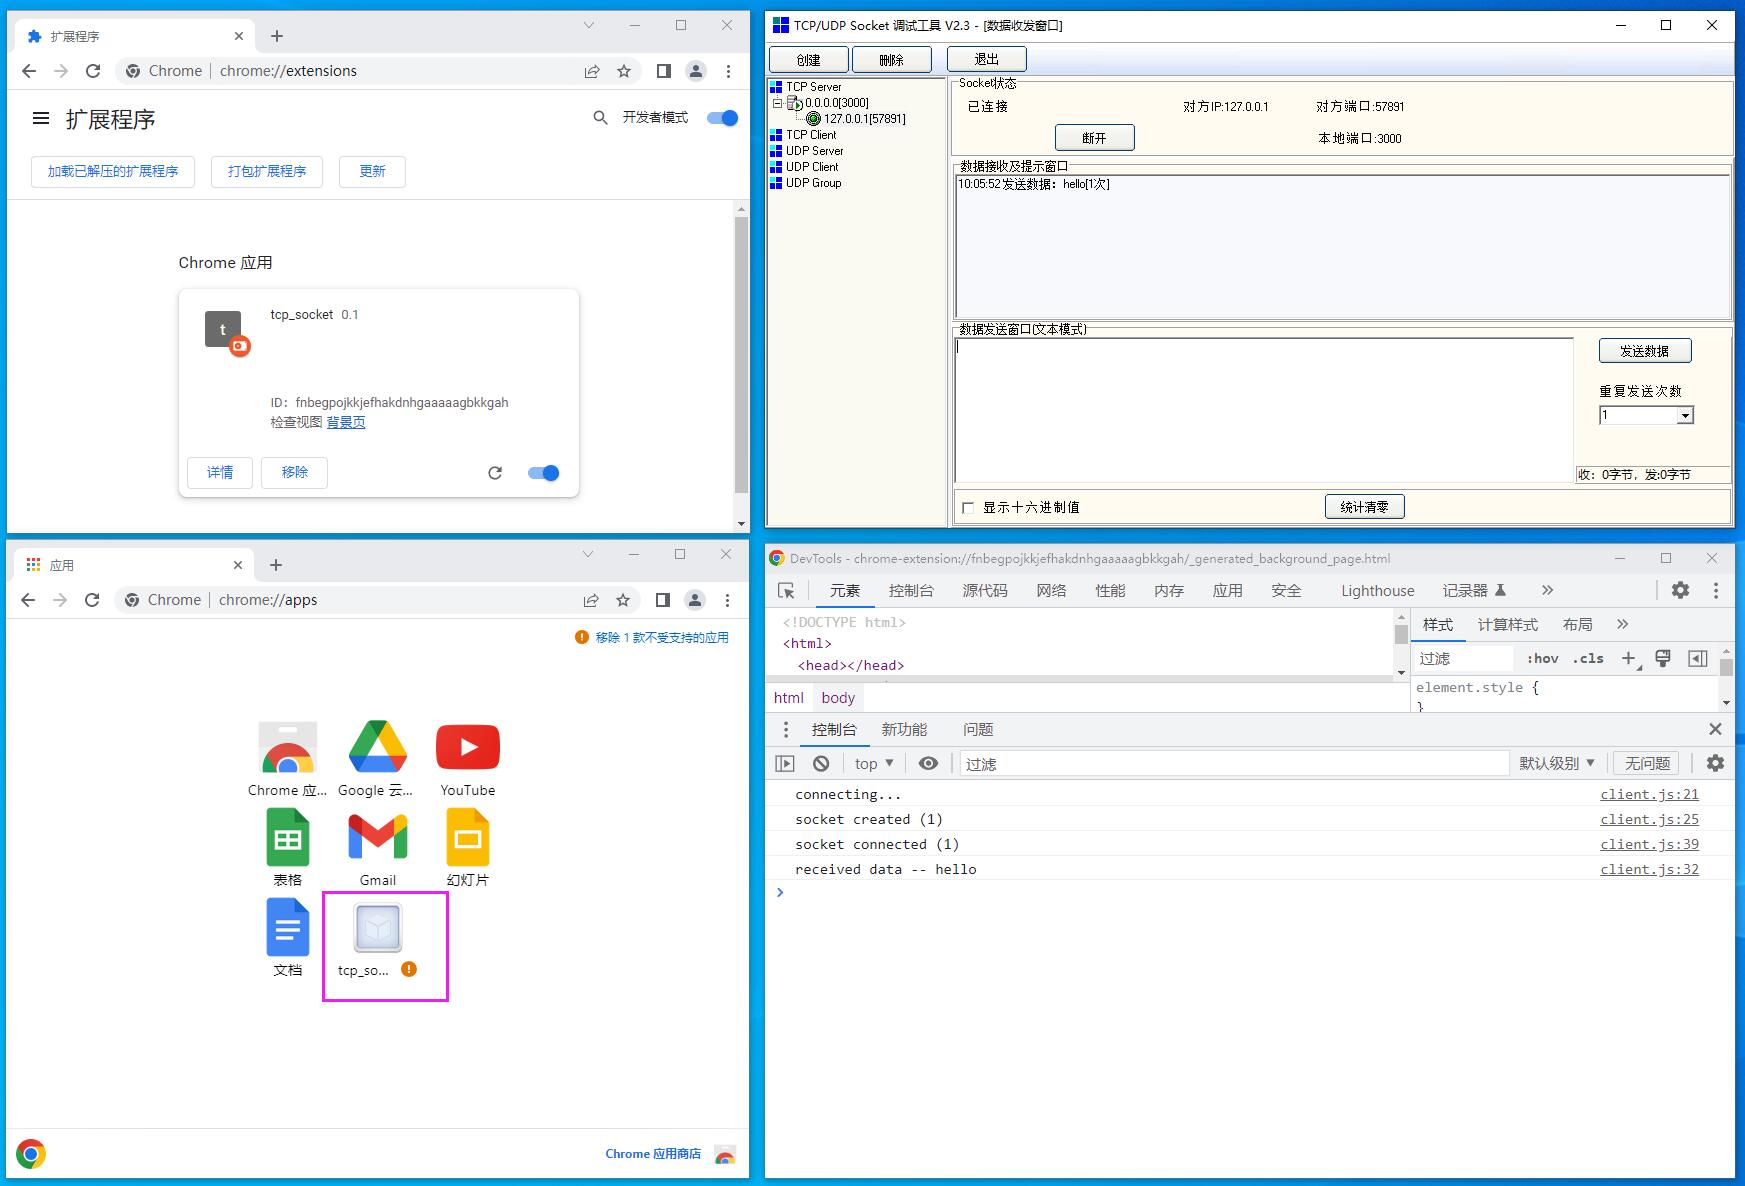 扩展程序
Chrome | chrome://extensions
扩展程序
开发者模式
加载已解压的扩展程序
打包扩展程序
更新
Chrome 应用
t
tcp_socket 0.1
ID: fnbegpojkkjefhakdnhgaaaaagbkkgah
检查视图 背景页
详情
移除
TCP/UDP Socket 调试工具 V2.3 - [数据收发窗口]
创建
删除
退出
TCP Server
0.0.0.0[3000]
127.0.0.1[57891]
TCP Client
UDP Server
UDP Client
UDP Group
Socket状态
已连接
对方IP:127.0.0.1
对方端口:57891
断开
本地端口:3000
数据接收及提示窗口
10:05:52 发送数据：hello[1次]
数据发送窗口(文本模式)
发送数据
重复发送次数
1
收：0字节，发:0字节
显示十六进制值
统计清零
应用
Chrome | chrome://apps
移除 1 款不受支持的应用
Chrome 应...
Google 云...
YouTube
表格
Gmail
幻灯片
文档
tcp_so...
Chrome 应用商店
DevTools - chrome-extension://fnbegpojkkjefhakdnhgaaaaagbkkgah/_generated_background_page.html
元素
控制台
源代码
网络
性能
内存
应用
安全
Lighthouse
记录器
»
<!DOCTYPE html>
<html>
<head></head>
html
body
样式
计算样式
布局
»
过滤
:hov
.cls
element.style {
}
控制台
新功能
问题
top
过滤
默认级别
无问题
connecting... client.js:21
socket created (1) client.js:25
socket connected (1) client.js:39
received data -- hello client.js:32